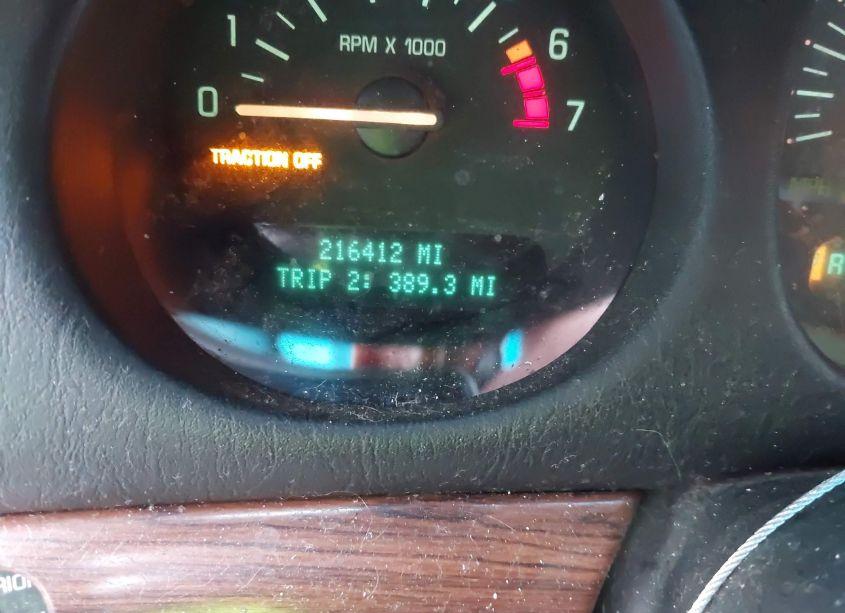 1
RPM X 1000
6
0
7
TRACTION OFF
216412 MI
TRIP 2: 389.3 MI